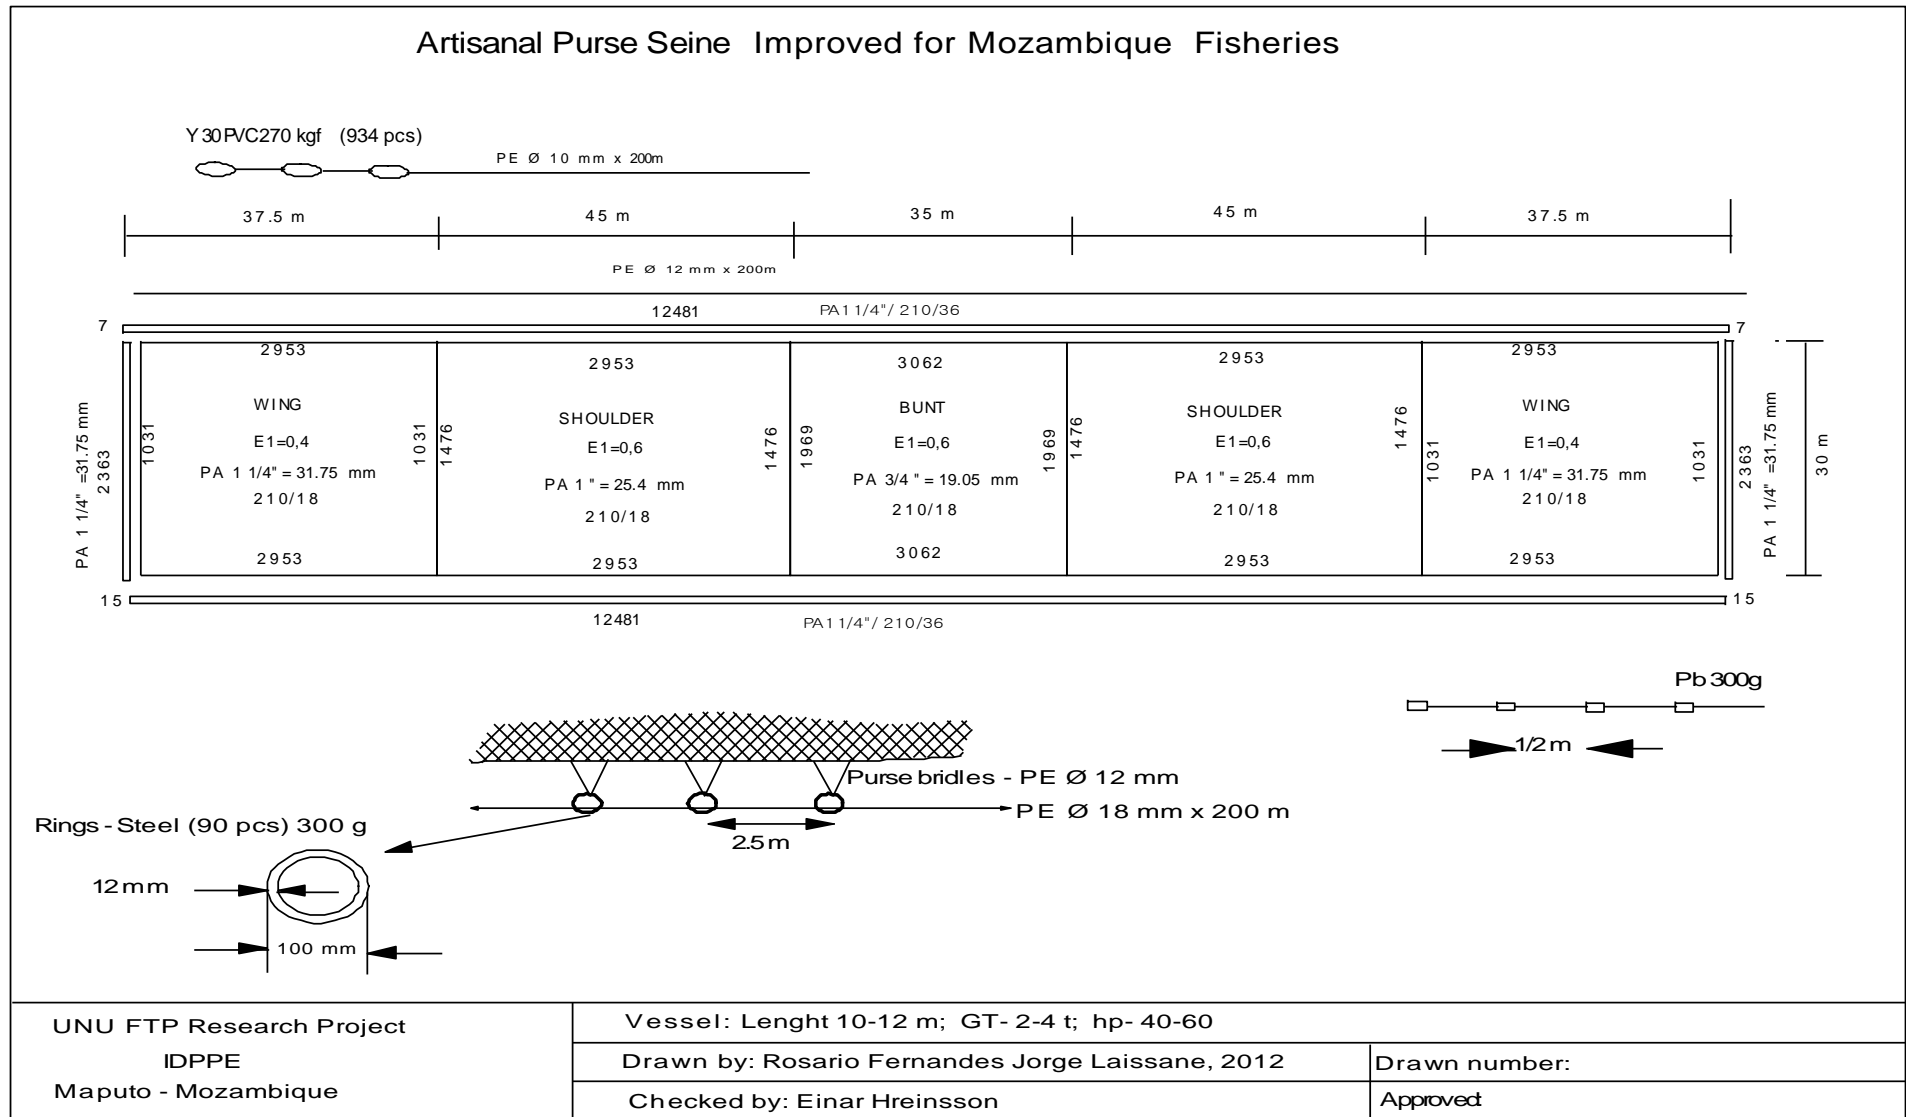 Artisanal Purse Seine Improved for Mozambique Fisheries
Y30PVC270 kgf (934 pcs)
PE Ø 10 mm x 200m
37.5 m
45 m
35 m
45 m
37.5 m
PE Ø 12 mm x 200m
12481
PA1 1/4"/ 210/36
7
7
2953
2953
3062
2953
2953
WING
E1=0,4
PA 1 1/4" = 31.75 mm
210/18
SHOULDER
E1=0,6
PA 1 " = 25.4 mm
210/18
BUNT
E1=0,6
PA 3/4 " = 19.05 mm
210/18
SHOULDER
E1=0,6
PA 1 " = 25.4 mm
210/18
WING
E1=0,4
PA 1 1/4" = 31.75 mm
210/18
PA 1 1/4" =31.75 mm
2363
1031
1031
1476
1476
1969
1969
1476
1476
1031
1031
2363
PA 1 1/4" =31.75 mm
30 m
2953
2953
3062
2953
2953
15
15
12481
PA1 1/4"/ 210/36
Pb 300g
1/2 m
Purse bridles - PE Ø 12 mm
PE Ø 18 mm x 200 m
2.5 m
Rings - Steel (90 pcs) 300 g
12 mm
100 mm
UNU FTP Research Project
IDPPE
Maputo - Mozambique
Vessel: Lenght 10-12 m; GT- 2-4 t; hp- 40-60
Drawn by: Rosario Fernandes Jorge Laissane, 2012
Drawn number:
Checked by: Einar Hreinsson
Approved: